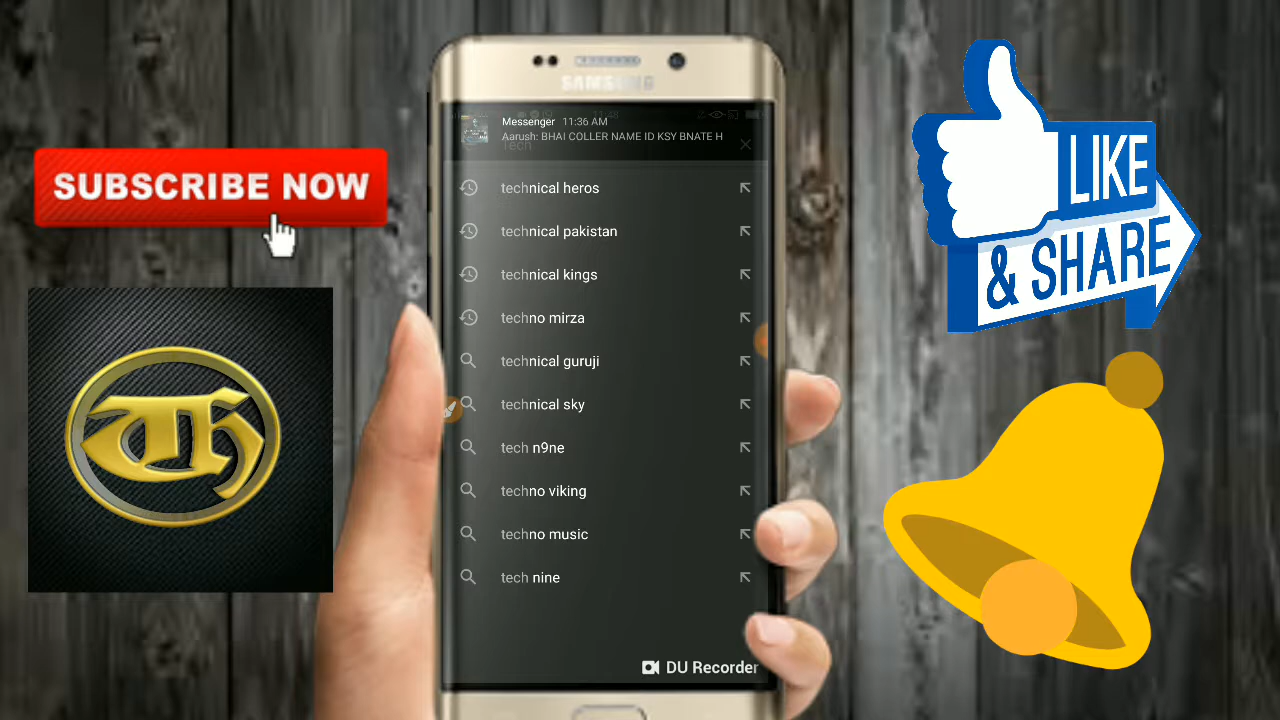 SAMSUNG
Messenger 11:36 AM
Aarush: BHAI COLLER NAME ID KSY BNATE H
Tech
technical heros
technical pakistan
technical kings
techno mirza
technical guruji
technical sky
tech n9ne
techno viking
techno music
tech nine
DU Recorder
SUBSCRIBE NOW
LIKE
& SHARE